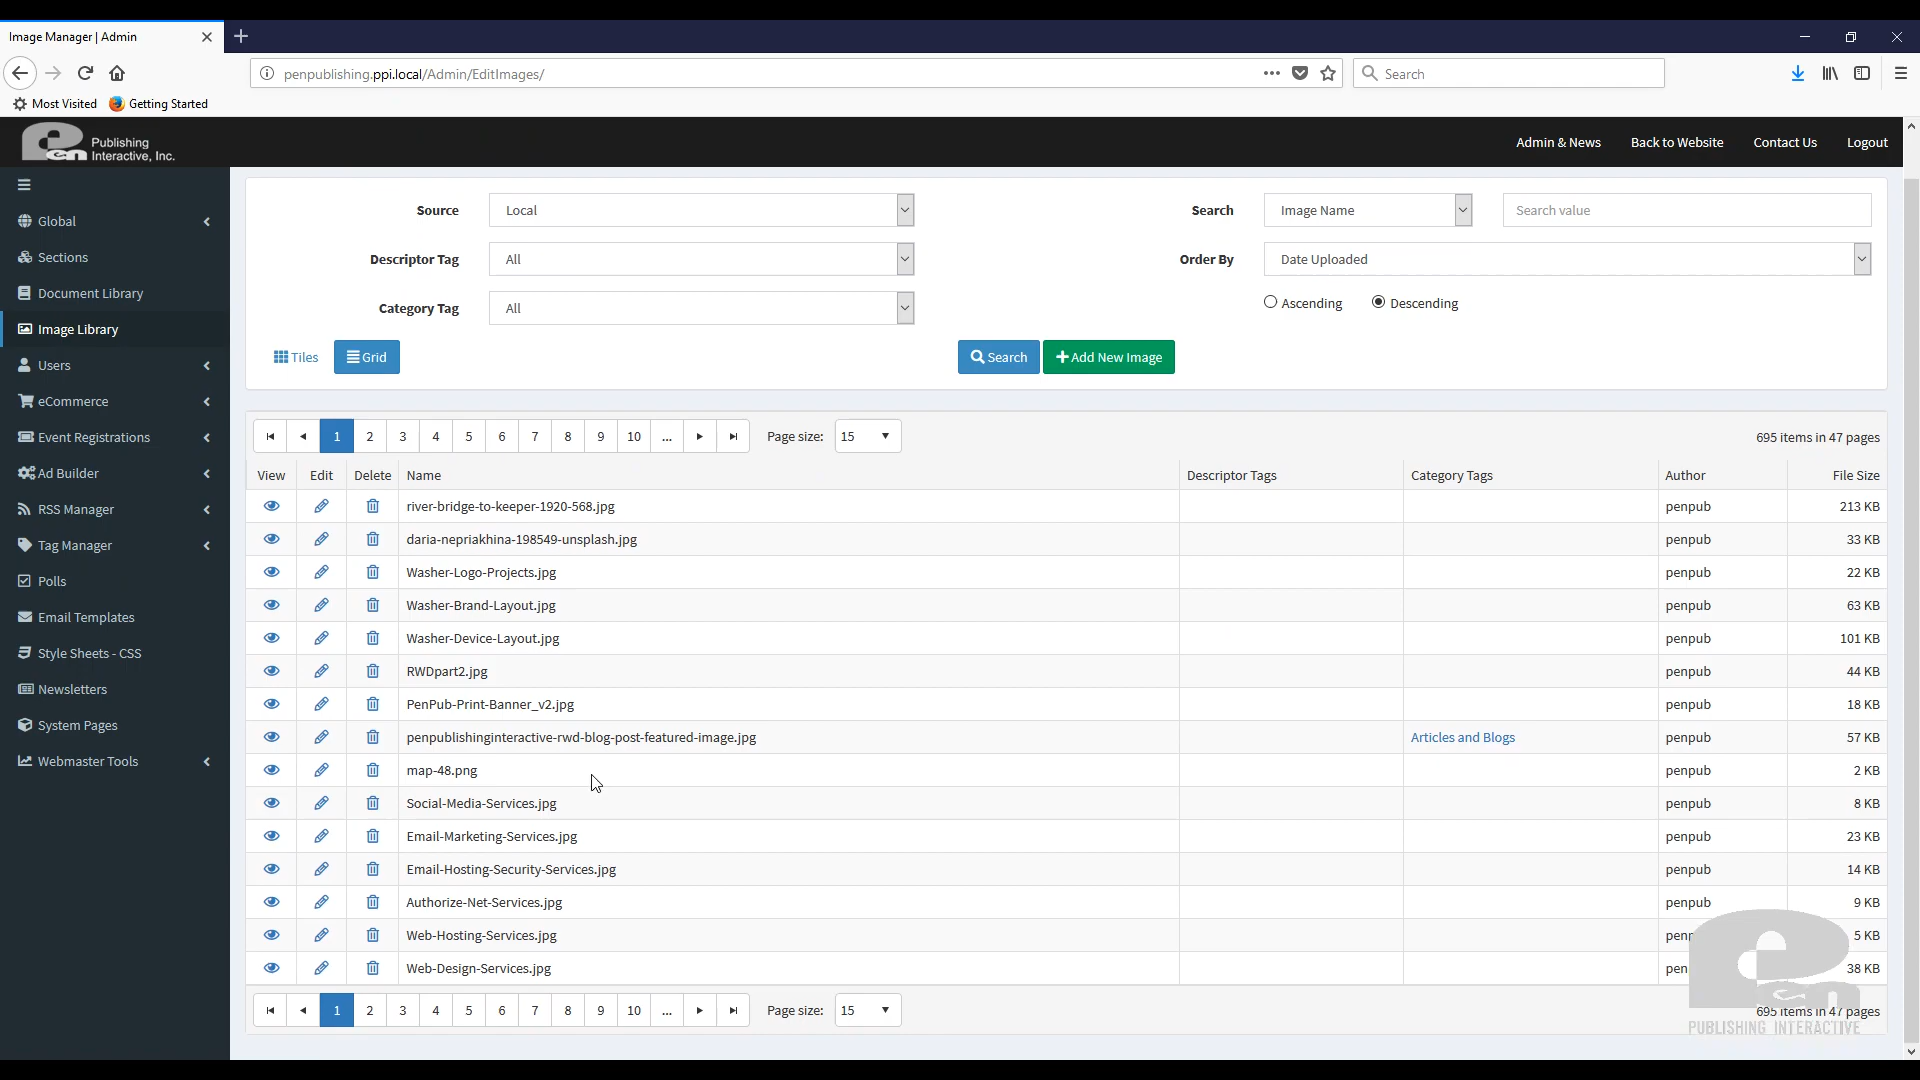 Image Manager | Admin
penpublishing.ppi.local/Admin/EditImages/
Search
Most Visited Getting Started
Publishing
Interactive, Inc.
Admin & News Back to Website Contact Us Logout
Global
Sections
Document Library
Image Library
Users
eCommerce
Event Registrations
Ad Builder
RSS Manager
Tag Manager
Polls
Email Templates
Style Sheets - CSS
Newsletters
System Pages
Webmaster Tools
Source Local Search Image Name Search value
Descriptor Tag All Order By Date Uploaded
Category Tag All Ascending Descending
Tiles Grid Search Add New Image
1 2 3 4 5 6 7 8 9 10 ... Page size: 15 695 items in 47 pages
View Edit Delete Name Descriptor Tags Category Tags Author File Size
river-bridge-to-keeper-1920-568.jpg penpub 213 KB
daria-nepriakhina-198549-unsplash.jpg penpub 33 KB
Washer-Logo-Projects.jpg penpub 22 KB
Washer-Brand-Layout.jpg penpub 63 KB
Washer-Device-Layout.jpg penpub 101 KB
RWDpart2.jpg penpub 44 KB
PenPub-Print-Banner_v2.jpg penpub 18 KB
penpublishinginteractive-rwd-blog-post-featured-image.jpg Articles and Blogs penpub 57 KB
map-48.png penpub 2 KB
Social-Media-Services.jpg penpub 8 KB
Email-Marketing-Services.jpg penpub 23 KB
Email-Hosting-Security-Services.jpg penpub 14 KB
Authorize-Net-Services.jpg penpub 9 KB
Web-Hosting-Services.jpg 5 KB
Web-Design-Services.jpg pen 38 KB
1 2 3 4 5 6 7 8 9 10 ... Page size: 15 695 items in 47 pages
PUBLISHING INTERACTIVE